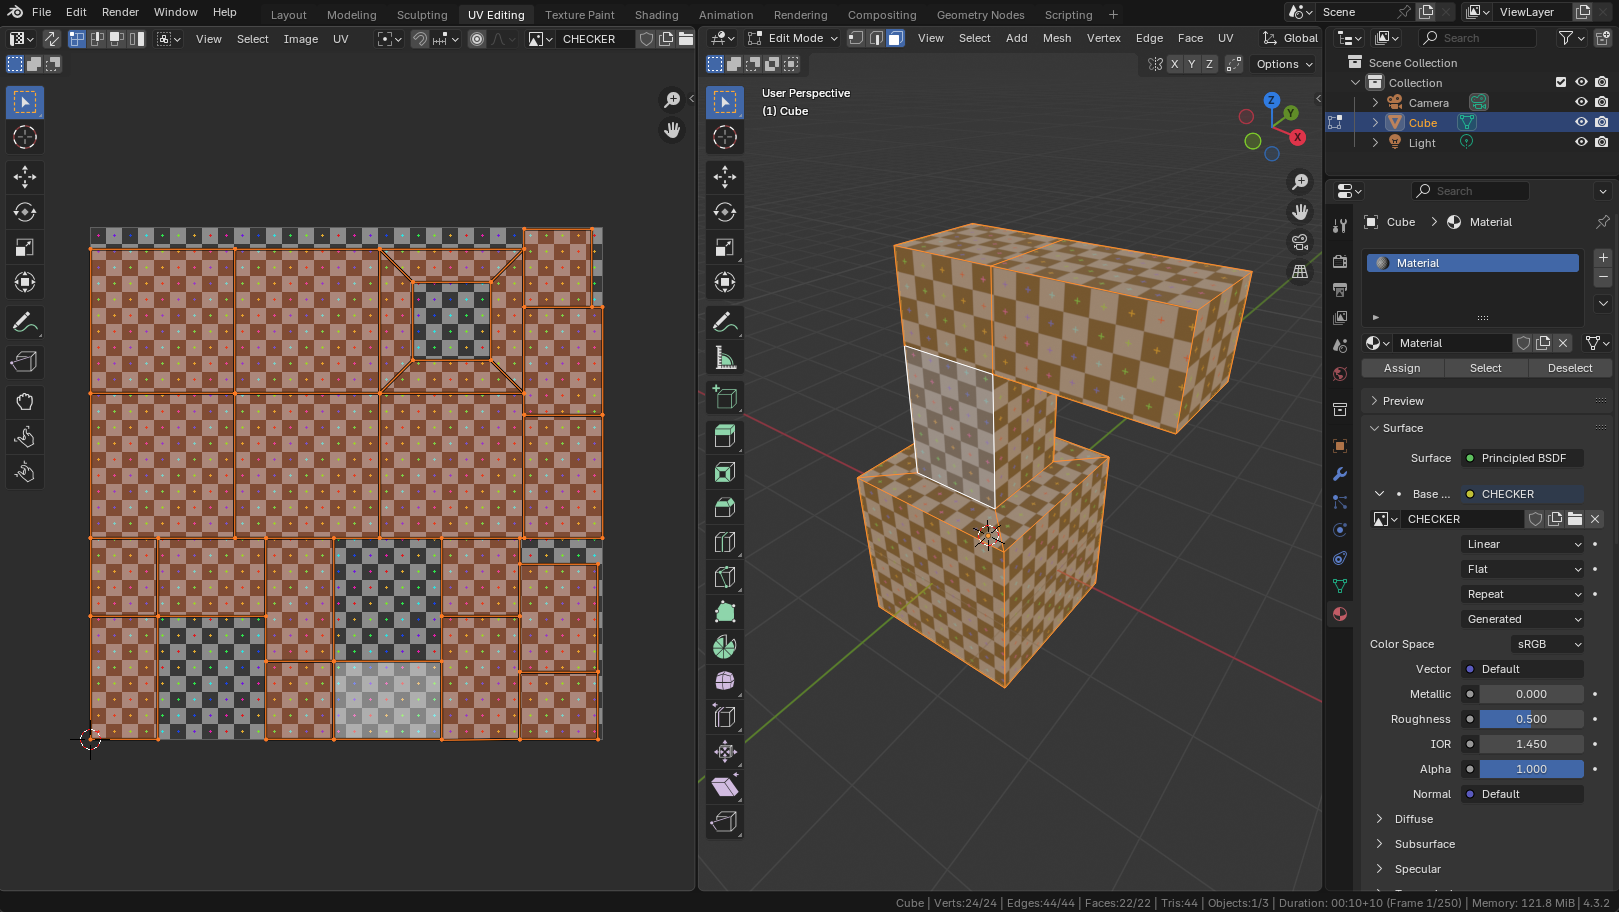 File Edit Render Window Help Layout Modeling Sculpting UV Editing Texture Paint Shading Animation Rendering Compositing Geometry Nodes Scripting + Scene ViewLayer
View Select Image UV CHECKER
Edit Mode View Select Add Mesh Vertex Edge Face UV Global
X Y Z Options
User Perspective
(1) Cube
Z
Y
X
Search
Scene Collection
Collection
Camera
Cube
Light
Search
Cube > Material
Material
Material
Assign Select Deselect
Preview
Surface
Surface Principled BSDF
Base ... CHECKER
CHECKER
Linear
Flat
Repeat
Generated
Color Space sRGB
Vector Default
Metallic 0.000
Roughness 0.500
IOR 1.450
Alpha 1.000
Normal Default
Diffuse
Subsurface
Specular
Cube | Verts:24/24 | Edges:44/44 | Faces:22/22 | Tris:44 | Objects:1/3 | Duration: 00:10+10 (Frame 1/250) | Memory: 121.8 MiB | 4.3.2